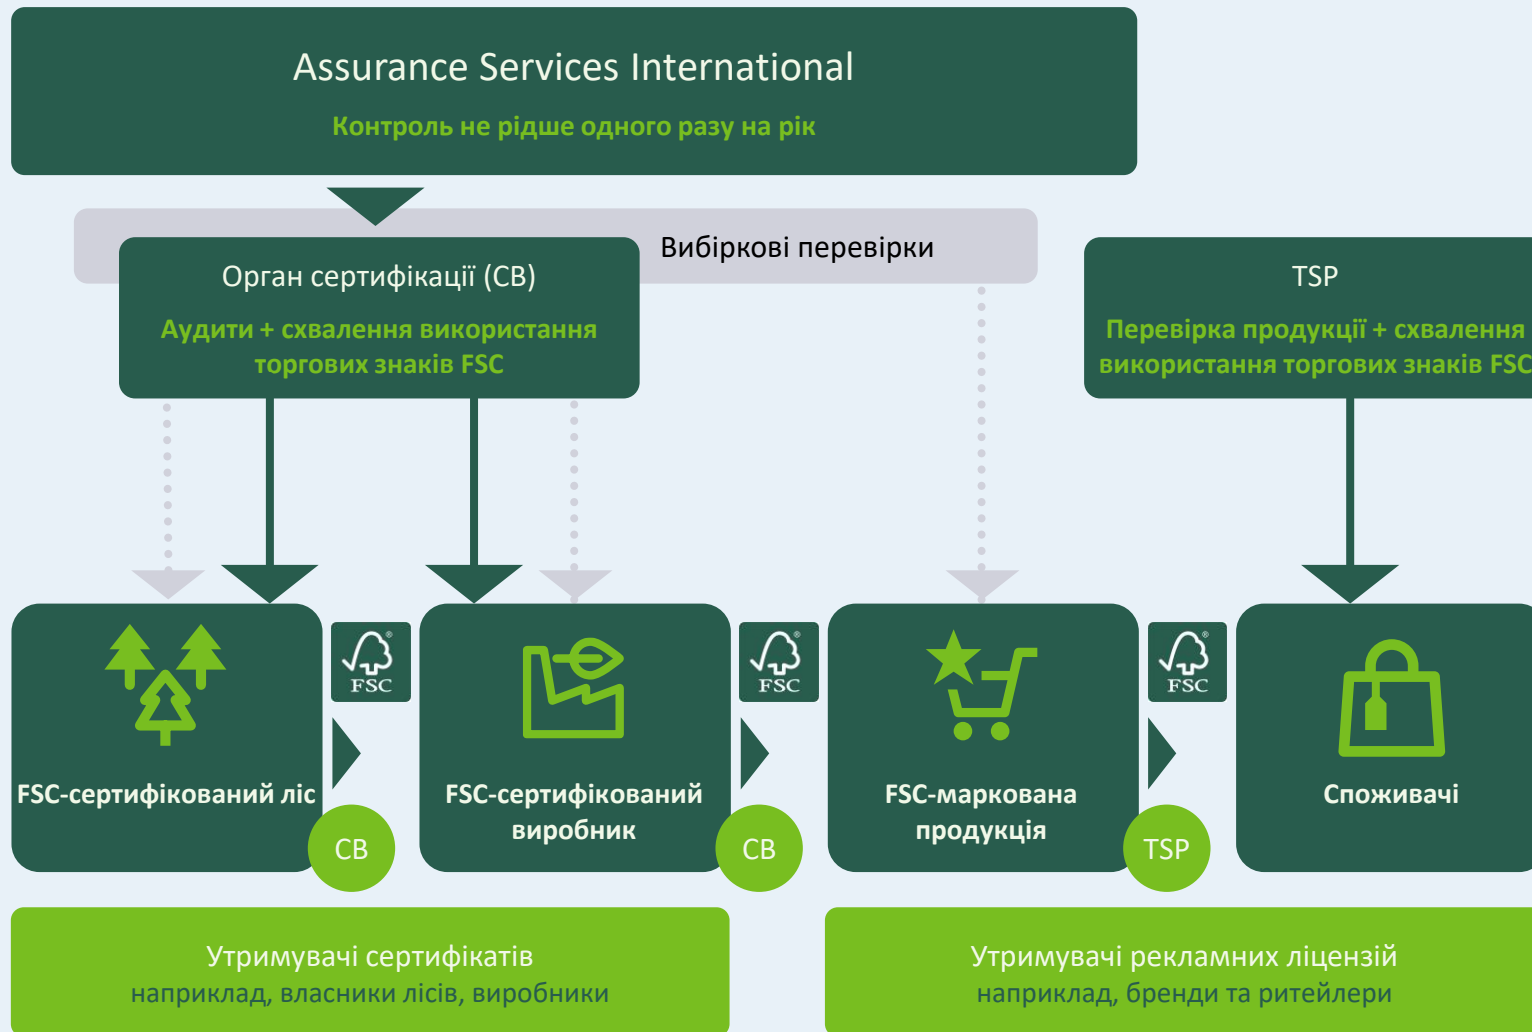 Assurance Services International
Контроль не рідше одного разу на рік
Вибіркові перевірки
Орган сертифікації (CB)
Аудити + схвалення використання
торгових знаків FSC
TSP
Перевірка продукції + схвалення
використання торгових знаків FSC
FSC-сертифікований ліс
FSC
®
CB
FSC-сертифікований
виробник
FSC
®
CB
FSC-маркована
продукція
FSC
®
TSP
Споживачі
Утримувачі сертифікатів
наприклад, власники лісів, виробники
Утримувачі рекламних ліцензій
наприклад, бренди та ритейлери